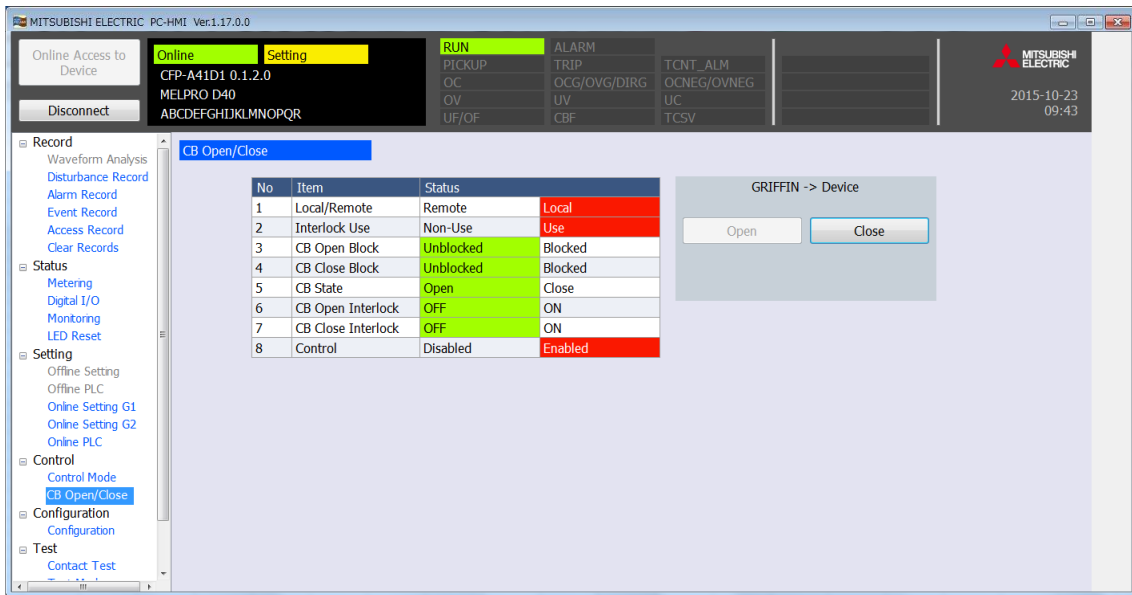 MITSUBISHI ELECTRIC PC-HMI Ver.1.17.0.0
Online Access to
Device
Disconnect
Online Setting
CFP-A41D1 0.1.2.0
MELPRO D40
ABCDEFGHIJKLMNOPQR
RUN ALARM
PICKUP TRIP TCNT_ALM
OC OCG/OVG/DIRG OCNEG/OVNEG
OV UV UC
UF/OF CBF TCSV
MITSUBISHI
ELECTRIC
2015-10-23
09:43
Record
Waveform Analysis
Disturbance Record
Alarm Record
Event Record
Access Record
Clear Records
Status
Metering
Digital I/O
Monitoring
LED Reset
Setting
Offline Setting
Offline PLC
Online Setting G1
Online Setting G2
Online PLC
Control
Control Mode
CB Open/Close
Configuration
Configuration
Test
Contact Test
CB Open/Close
No Item Status
1 Local/Remote Remote Local
2 Interlock Use Non-Use Use
3 CB Open Block Unblocked Blocked
4 CB Close Block Unblocked Blocked
5 CB State Open Close
6 CB Open Interlock OFF ON
7 CB Close Interlock OFF ON
8 Control Disabled Enabled
GRIFFIN -> Device
Open Close